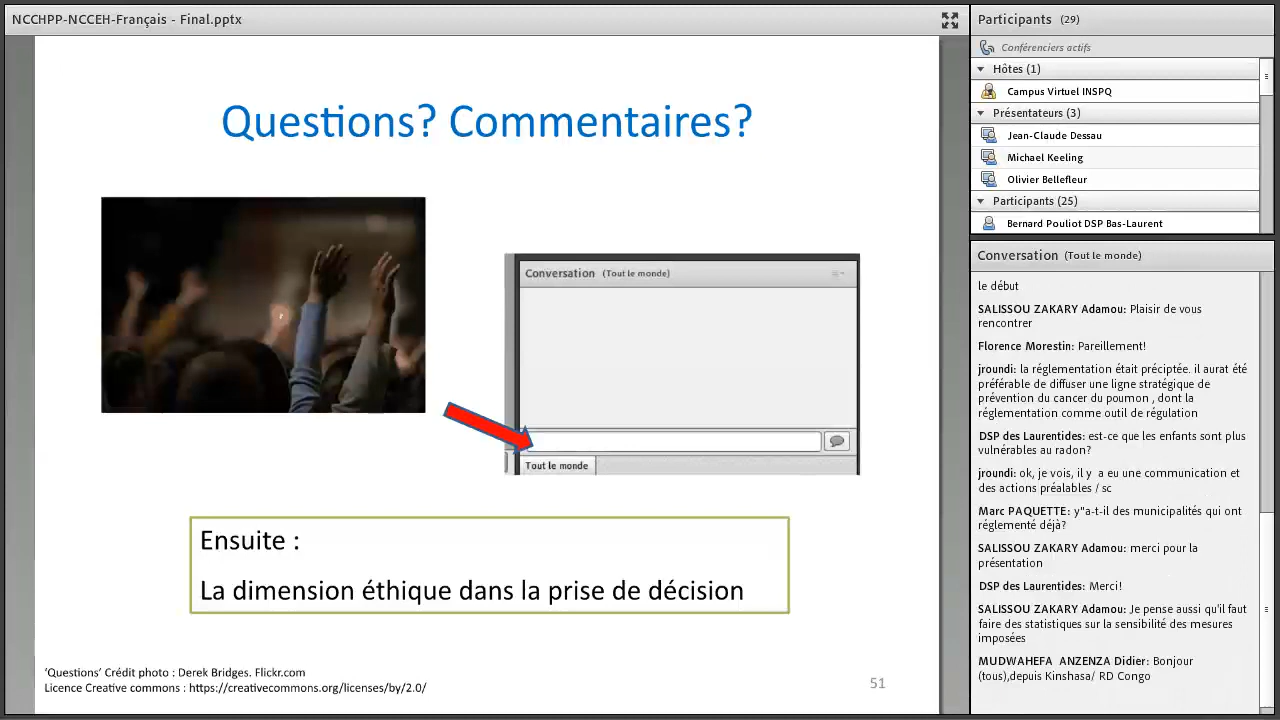 NCCHPP-NCCEH-Français - Final.pptx
Questions? Commentaires?
Conversation (Tout le monde)
Tout le monde
Ensuite :
La dimension éthique dans la prise de décision
‘Questions’ Crédit photo : Derek Bridges. Flickr.com
Licence Creative commons : https://creativecommons.org/licenses/by/2.0/
51
Participants (29)
Conférenciers actifs
Hôtes (1)
Campus Virtuel INSPQ
Présentateurs (3)
Jean-Claude Dessau
Michael Keeling
Olivier Bellefleur
Participants (25)
Bernard Pouliot DSP Bas-Laurent
Conversation (Tout le monde)
le début
SALISSOU ZAKARY Adamou: Plaisir de vous
rencontrer
Florence Morestin: Pareillement!
jroundi: la réglementation était préciptée. il aurat été
préférable de diffuser une ligne stratégique de
prévention du cancer du poumon , dont la
réglementation comme outil de régulation
DSP des Laurentides: est-ce que les enfants sont plus
vulnérables au radon?
jroundi: ok, je vois, il y  a eu une communication et
des actions préalables / sc
Marc PAQUETTE: y"a-t-il des municipalités qui ont
réglementé déjà?
SALISSOU ZAKARY Adamou: merci pour la
présentation
DSP des Laurentides: Merci!
SALISSOU ZAKARY Adamou: Je pense aussi qu'il faut
faire des statistiques sur la sensibilité des mesures
imposées
MUDWAHEFA  ANZENZA Didier: Bonjour
(tous),depuis Kinshasa/ RD Congo